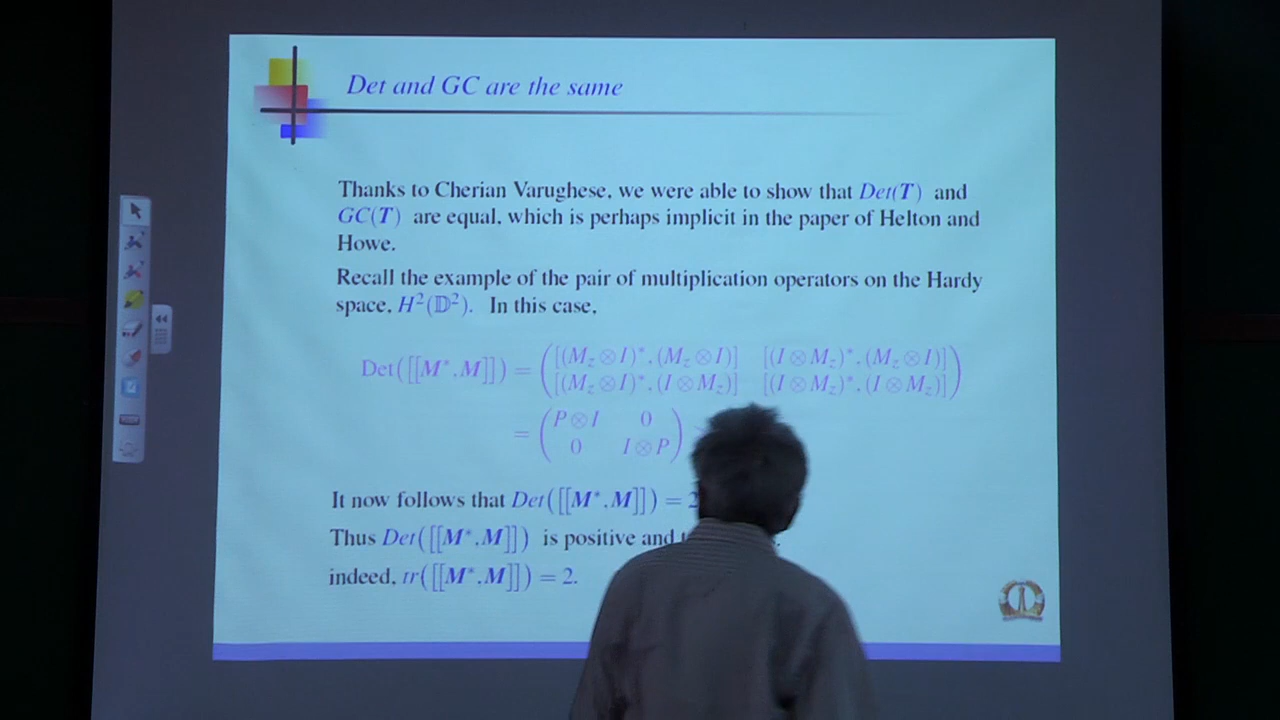 Det and GC are the same
Thanks to Cherian Varughese, we were able to show that Det(T) and
GC(T) are equal, which is perhaps implicit in the paper of Helton and
Howe.
Recall the example of the pair of multiplication operators on the Hardy
space, H²(𝔻²). In this case,
Det([[M*,M]]) = ([(M_z⊗I)*,(M_z⊗I)] [(I⊗M_z)*,(M_z⊗I)]
[(M_z⊗I)*,(I⊗M_z)] [(I⊗M_z)*,(I⊗M_z)])
= (P⊗I 0
0 I⊗P)
It now follows that Det([[M*,M]]) = 2
Thus Det([[M*,M]]) is positive and
indeed, tr([[M*,M]]) = 2.